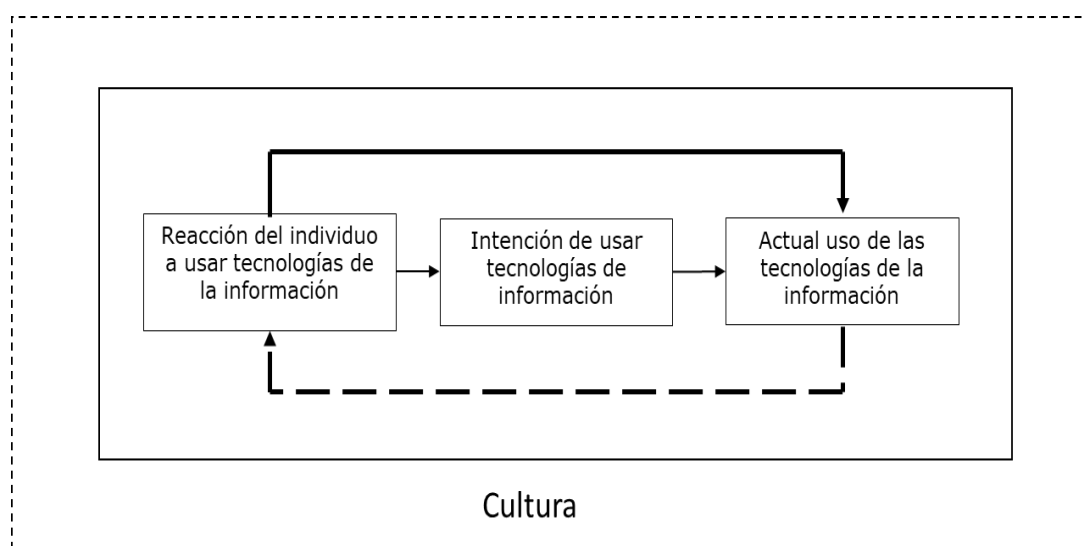 Reacción del individuo
a usar tecnologías de
la información
Intención de usar
tecnologías de
información
Actual uso de las
tecnologías de la
información
Cultura